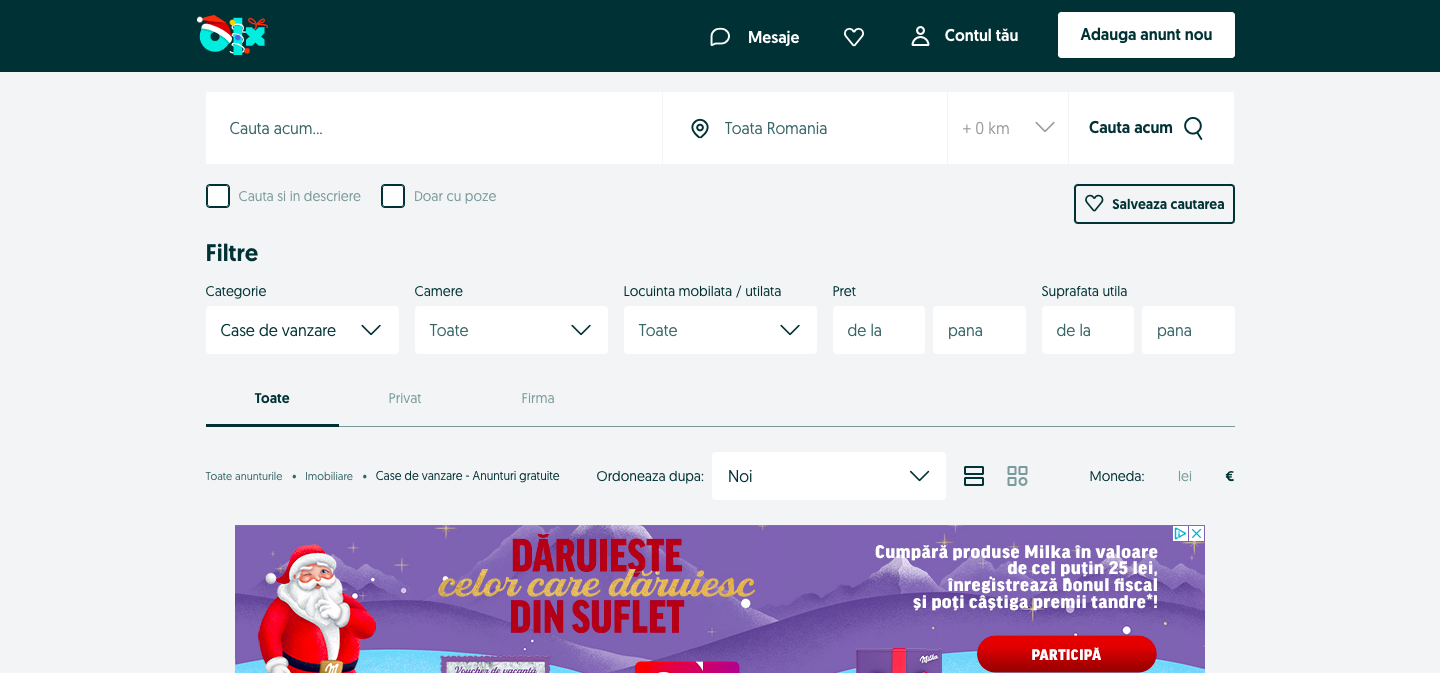 olx
Mesaje
Contul tău
Adauga anunt nou
Cauta acum...
Toata Romania
+ 0 km
Cauta acum
Cauta si in descriere
Doar cu poze
Salveaza cautarea
Filtre
Categorie
Camere
Locuinta mobilata / utilata
Pret
Suprafata utila
Case de vanzare
Toate
Toate
de la
pana
de la
pana
Toate
Privat
Firma
Toate anunturile • Imobiliare • Case de vanzare - Anunturi gratuite
Ordoneaza dupa:
Noi
Moneda:
lei
€
DĂRUIEȘTE
celor care dăruiesc
DIN SUFLET
Cumpără produse Milka în valoare
de cel puțin 25 lei,
înregistrează bonul fiscal
și poți câștiga premii tandre*!
PARTICIPĂ
Voucher de vacanță
Milka